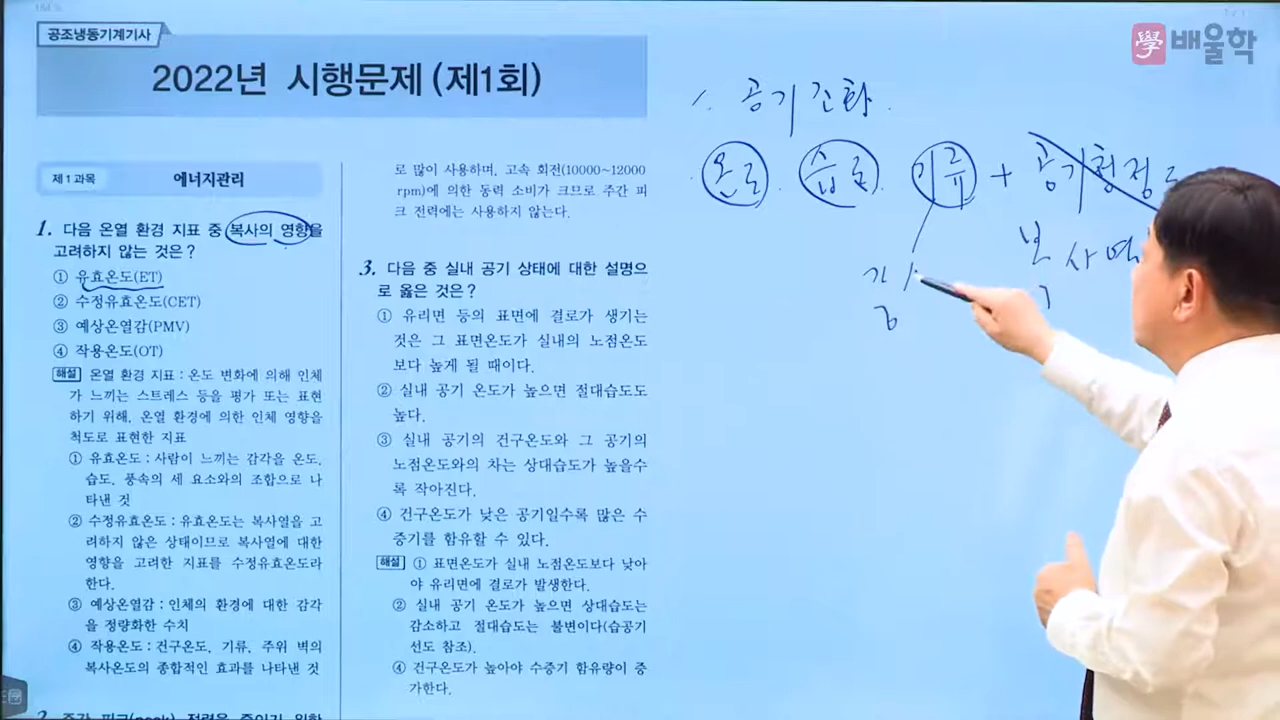 공조냉동기계기사
2022년 시행문제(제1회)
제1과목 에너지관리
1. 다음 온열 환경 지표 중 복사의 영향을
고려하지 않는 것은?
① 유효온도(ET)
② 수정유효온도(CET)
③ 예상온열감(PMV)
④ 작용온도(OT)
해설 온열 환경 지표 : 온도 변화에 의해 인체
가 느끼는 스트레스 등을 평가 또는 표현
하기 위해, 온열 환경에 의한 인체 영향을
척도로 표현한 지표
① 유효온도 : 사람이 느끼는 감각을 온도,
습도, 풍속의 세 요소와의 조합으로 나
타낸 것
② 수정유효온도 : 유효온도는 복사열을 고
려하지 않은 상태이므로 복사열에 대한
영향을 고려한 지표를 수정유효온도라
한다.
③ 예상온열감 : 인체의 환경에 대한 감각
을 정량화한 수치
④ 작용온도 : 건구온도, 기류, 주위 벽의
복사온도의 종합적인 효과를 나타낸 것
2. 주간 피크(peak) 전력을 줄이기 위한
로 많이 사용하며, 고속 회전(10000~12000
rpm)에 의한 동력 소비가 크므로 주간 피
크 전력에는 사용하지 않는다.
3. 다음 중 실내 공기 상태에 대한 설명으
로 옳은 것은?
① 유리면 등의 표면에 결로가 생기는
것은 그 표면온도가 실내의 노점온도
보다 높게 될 때이다.
② 실내 공기 온도가 높으면 절대습도도
높다.
③ 실내 공기의 건구온도와 그 공기의
노점온도와의 차는 상대습도가 높을수
록 작아진다.
④ 건구온도가 낮은 공기일수록 많은 수
증기를 함유할 수 있다.
해설 ① 표면온도가 실내 노점온도보다 낮아
야 유리면에 결로가 발생한다.
② 실내 공기 온도가 높으면 상대습도는
감소하고 절대습도는 불변이다(습공기
선도 참조).
④ 건구온도가 높아야 수증기 함유량이 증
가한다.
學 배울학
1. 공기조화.
온도. 습도. 기류 + 공기청정도
복사